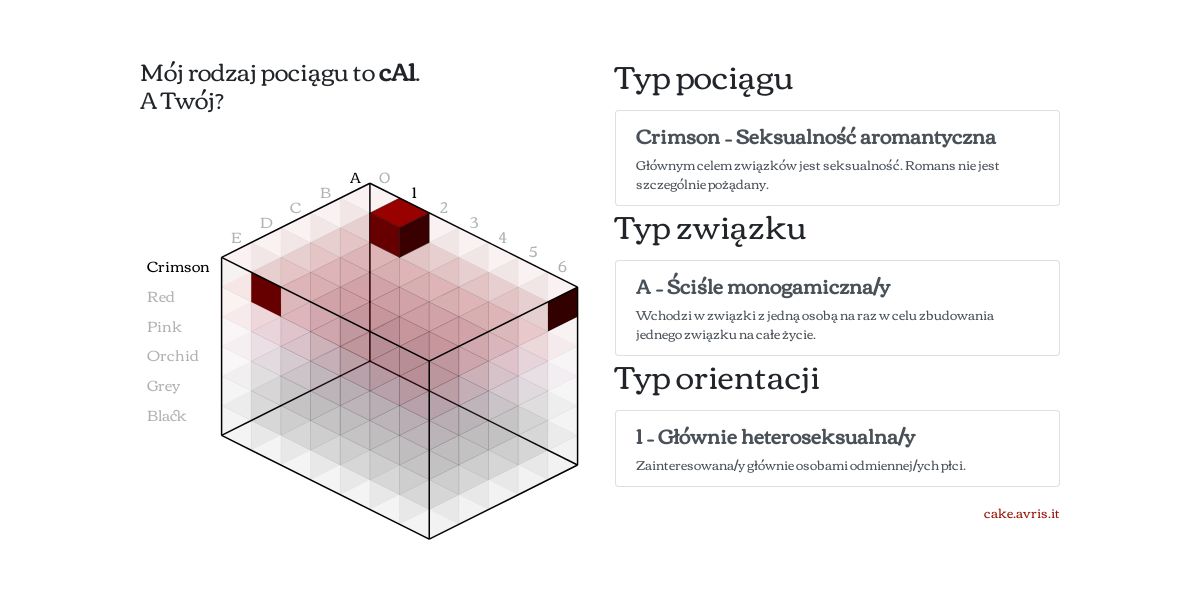 Mój rodzaj pociągu to cA1.
A Twój?
A
O
B
1
C
2
D
3
E
4
5
6
Crimson
Red
Pink
Orchid
Grey
Black
Typ pociągu
Crimson – Seksualność aromantyczna
Głównym celem związków jest seksualność. Romans nie jest
szczególnie pożądany.
Typ związku
A – Ściśle monogamiczna/y
Wchodzi w związki z jedną osobą na raz w celu zbudowania
jednego związku na całe życie.
Typ orientacji
1 – Głównie heteroseksualna/y
Zainteresowana/y głównie osobami odmiennej/ych płci.
cake.avris.it